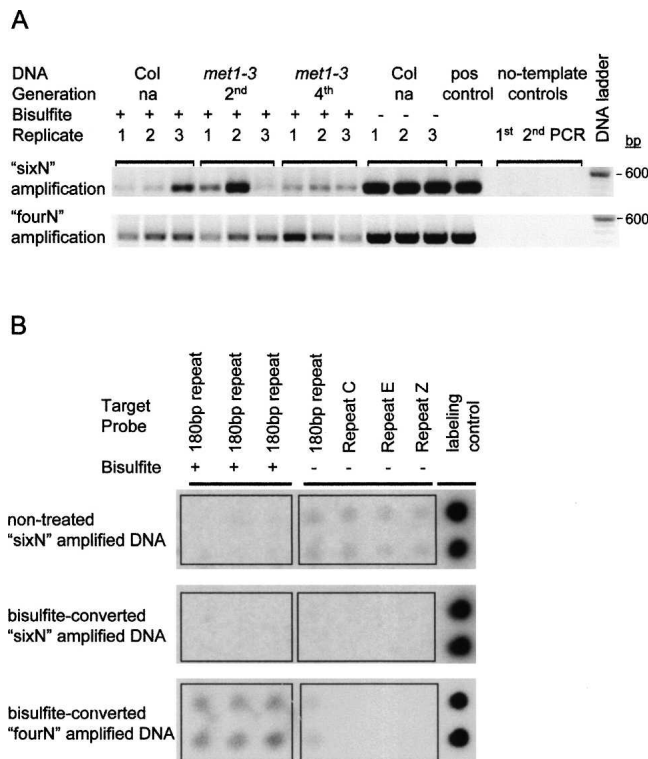 A
DNA Col met1-3 met1-3 Col pos no-template DNA ladder
Generation na 2nd 4th na control controls
Bisulfite + + + + + + + + + - - -
Replicate 1 2 3 1 2 3 1 2 3 1 2 3 1st 2nd PCR bp
"sixN" amplification - 600
"fourN" amplification 600
B
Target Probe 180bp repeat 180bp repeat 180bp repeat 180bp repeat Repeat C Repeat E Repeat Z labeling control
Bisulfite + + + - - - -
non-treated
"sixN" amplified DNA
bisulfite-converted
"sixN" amplified DNA
bisulfite-converted
"fourN" amplified DNA